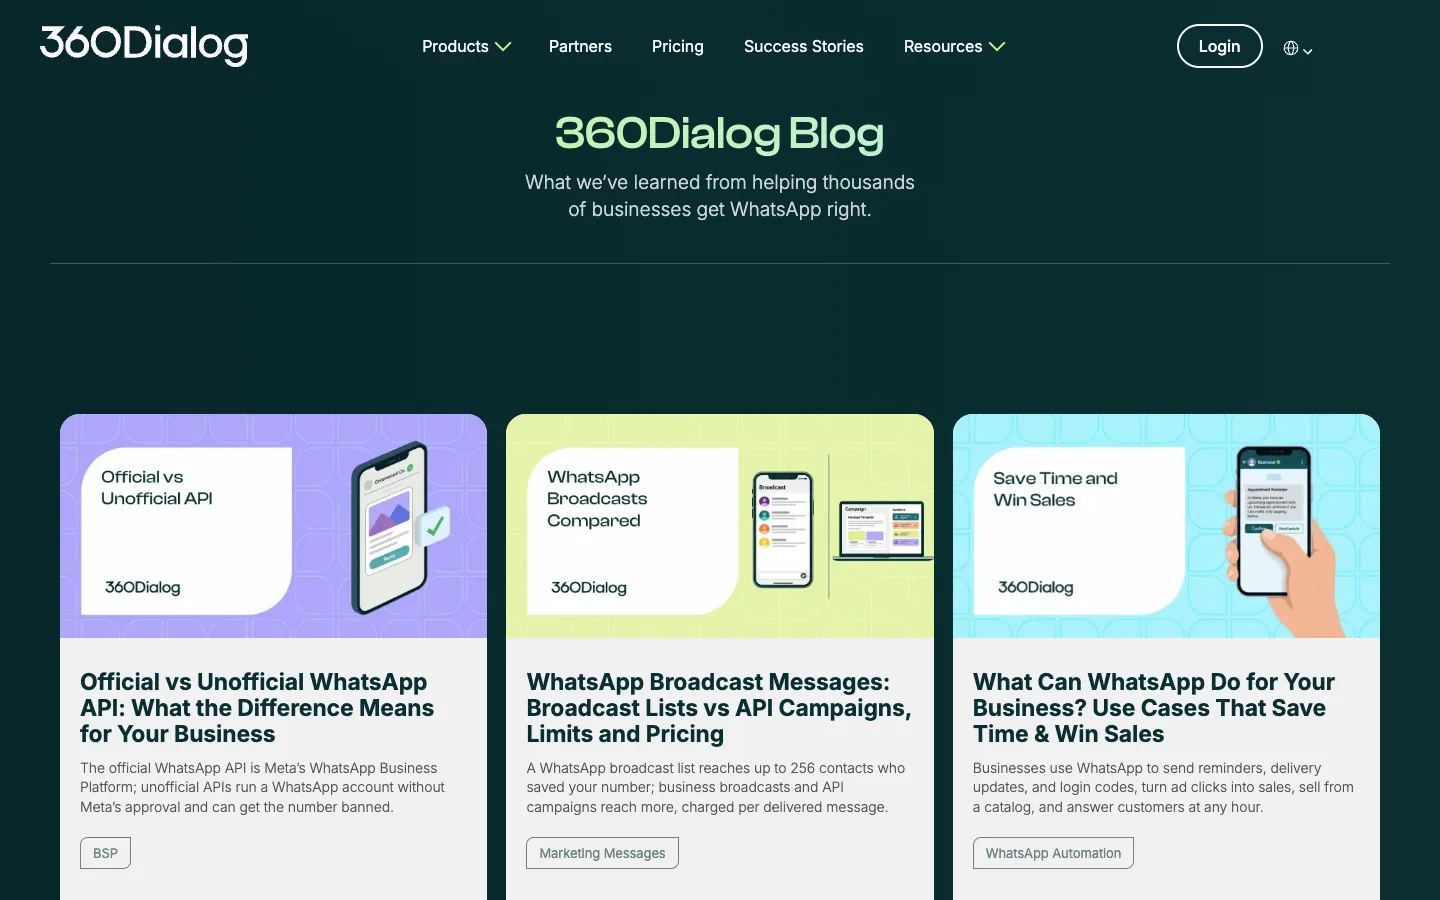 360Dialog
Products
Partners
Pricing
Success Stories
Resources
Login
360Dialog Blog
What we've learned from helping thousands
of businesses get WhatsApp right.
Official vs
Unofficial API
360Dialog
WhatsApp
Broadcasts
Compared
360Dialog
Broadcast
Campaign
Save Time and
Win Sales
360Dialog
Official vs Unofficial WhatsApp
API: What the Difference Means
for Your Business
The official WhatsApp API is Meta's WhatsApp Business
Platform; unofficial APIs run a WhatsApp account without
Meta's approval and can get the number banned.
BSP
WhatsApp Broadcast Messages:
Broadcast Lists vs API Campaigns,
Limits and Pricing
A WhatsApp broadcast list reaches up to 256 contacts who
saved your number; business broadcasts and API
campaigns reach more, charged per delivered message.
Marketing Messages
What Can WhatsApp Do for Your
Business? Use Cases That Save
Time & Win Sales
Businesses use WhatsApp to send reminders, delivery
updates, and login codes, turn ad clicks into sales, sell from
a catalog, and answer customers at any hour.
WhatsApp Automation